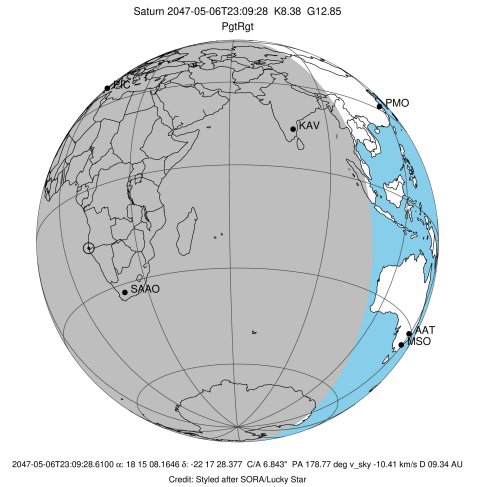 Saturn 2047-05-06T23:09:28 K8.38 G12.85
PgtRgt
PIC
PMO
KAV
SAAO
AAT
MSO
2047-05-06T23:09:28.6100 α: 18 15 08.1646 δ: -22 17 28.377 C/A 6.843" PA 178.77 deg v_sky -10.41 km/s D 09.34 AU
Credit: Styled after SORA/Lucky Star